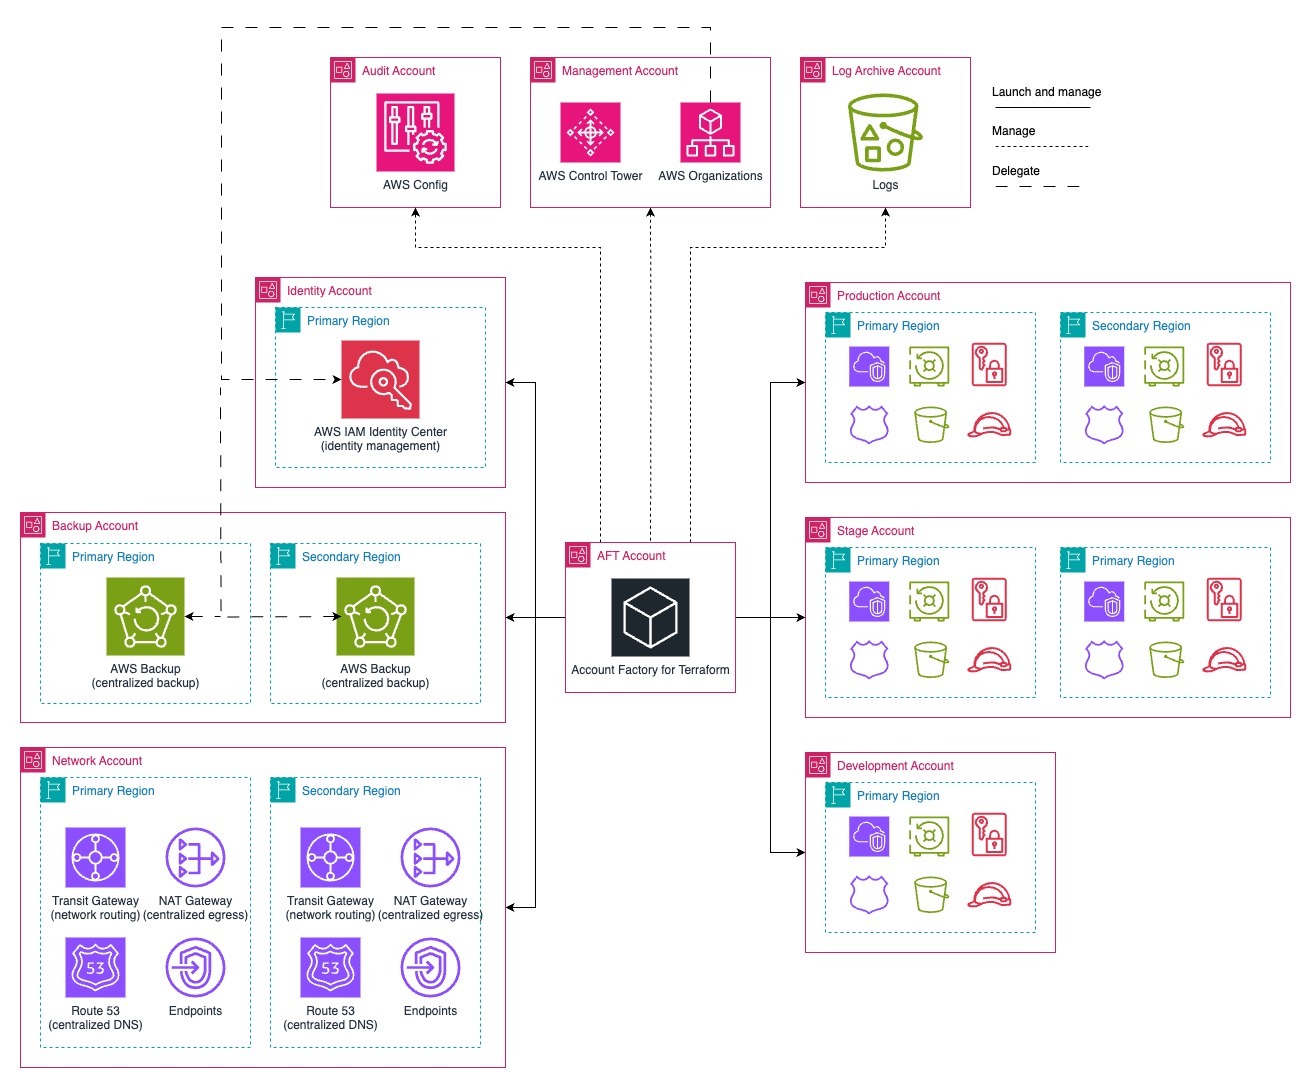 Audit Account
AWS Config
Management Account
AWS Control Tower
AWS Organizations
Log Archive Account
Logs
Launch and manage
Manage
Delegate
Identity Account
Primary Region
AWS IAM Identity Center
(identity management)
Backup Account
Primary Region
AWS Backup
(centralized backup)
Secondary Region
AWS Backup
(centralized backup)
Network Account
Primary Region
Transit Gateway
(network routing)
NAT Gateway
(centralized egress)
53
Route 53
(centralized DNS)
Endpoints
Secondary Region
Transit Gateway
(network routing)
NAT Gateway
(centralized egress)
53
Route 53
(centralized DNS)
Endpoints
AFT Account
Account Factory for Terraform
Production Account
Primary Region
Secondary Region
Stage Account
Primary Region
Primary Region
Development Account
Primary Region